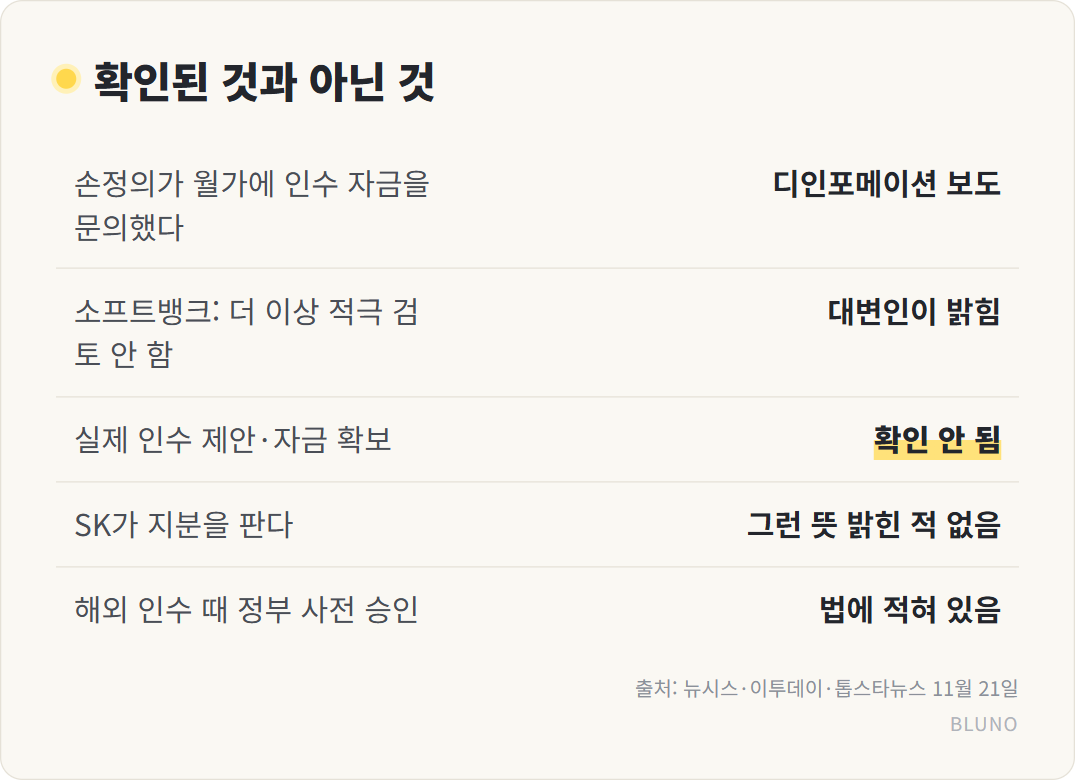 확인된 것과 아닌 것
손정의가 월가에 인수 자금을
문의했다
디인포메이션 보도
소프트뱅크: 더 이상 적극 검
토 안 함
대변인이 밝힘
실제 인수 제안·자금 확보
확인 안 됨
SK가 지분을 판다
그런 뜻 밝힌 적 없음
해외 인수 때 정부 사전 승인
법에 적혀 있음
출처: 뉴시스·이투데이·톱스타뉴스 11월 21일
BLUNO